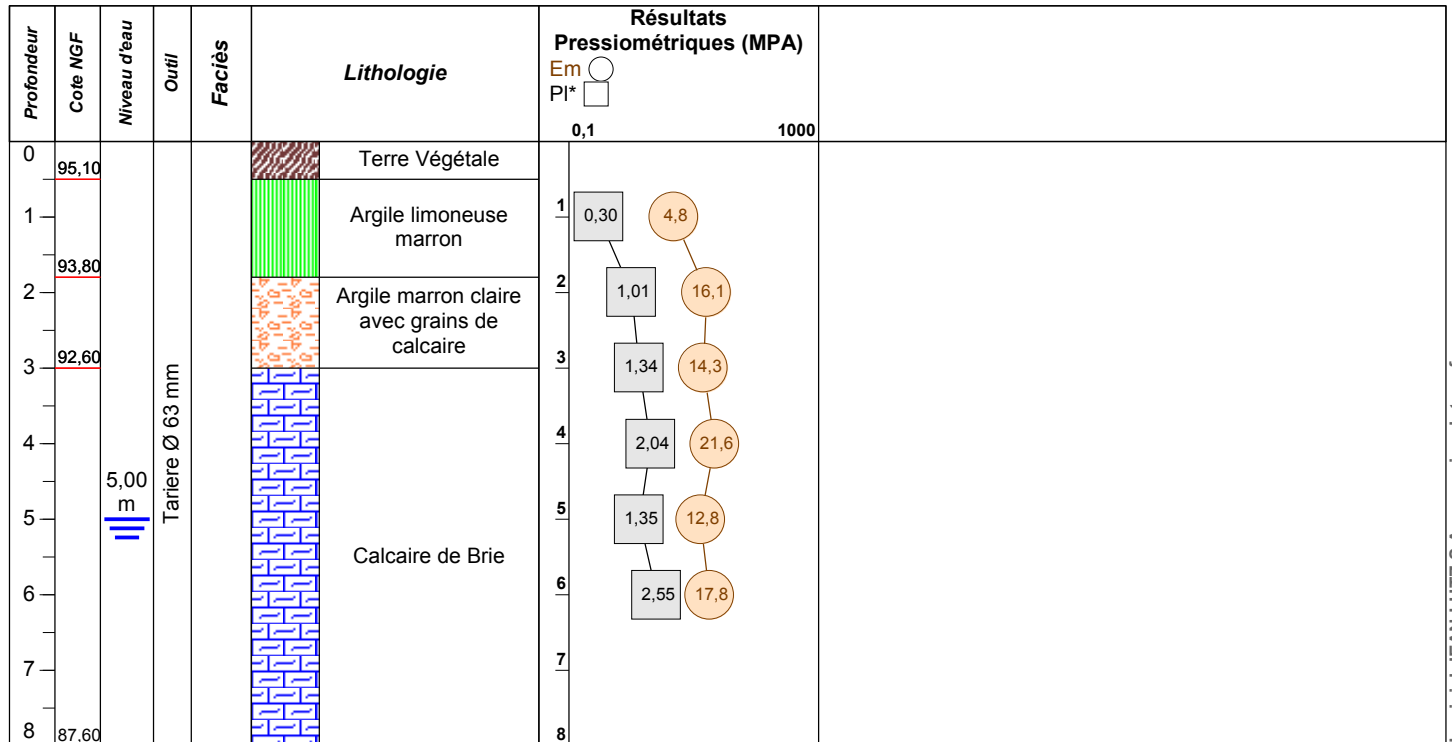 Profondeur
Cote NGF
Niveau d'eau
Outil
Faciès
Lithologie
Résultats
Pressiométriques (MPA)
Em
Pl*
0,1 1000
0
95,10
Terre Végétale
1
Argile limoneuse
marron
1
0,30 4,8
93,80
2
Argile marron claire
avec grains de
calcaire
2
1,01 16,1
92,60
3
3
1,34 14,3
Tariere Ø 63 mm
4
4
2,04 21,6
5,00
m
5
5
1,35 12,8
Calcaire de Brie
6
6
2,55 17,8
7
7
8
87,60
8